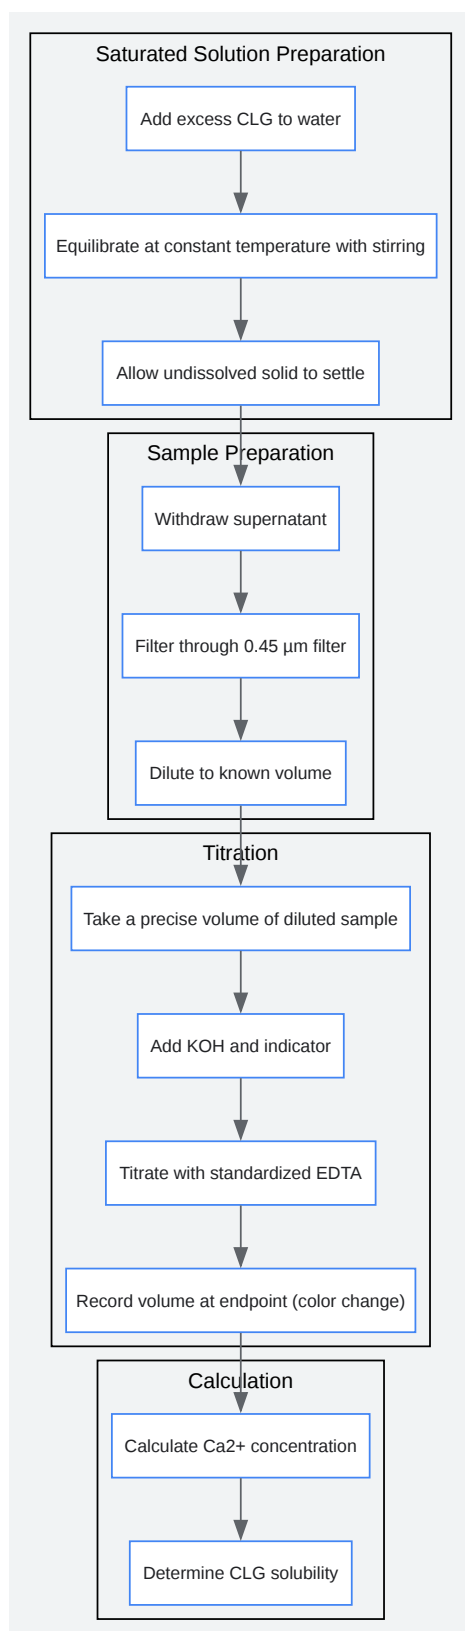 Saturated Solution Preparation
Add excess CLG to water
Equilibrate at constant temperature with stirring
Allow undissolved solid to settle
Sample Preparation
Withdraw supernatant
Filter through 0.45 µm filter
Dilute to known volume
Titration
Take a precise volume of diluted sample
Add KOH and indicator
Titrate with standardized EDTA
Record volume at endpoint (color change)
Calculation
Calculate Ca2+ concentration
Determine CLG solubility